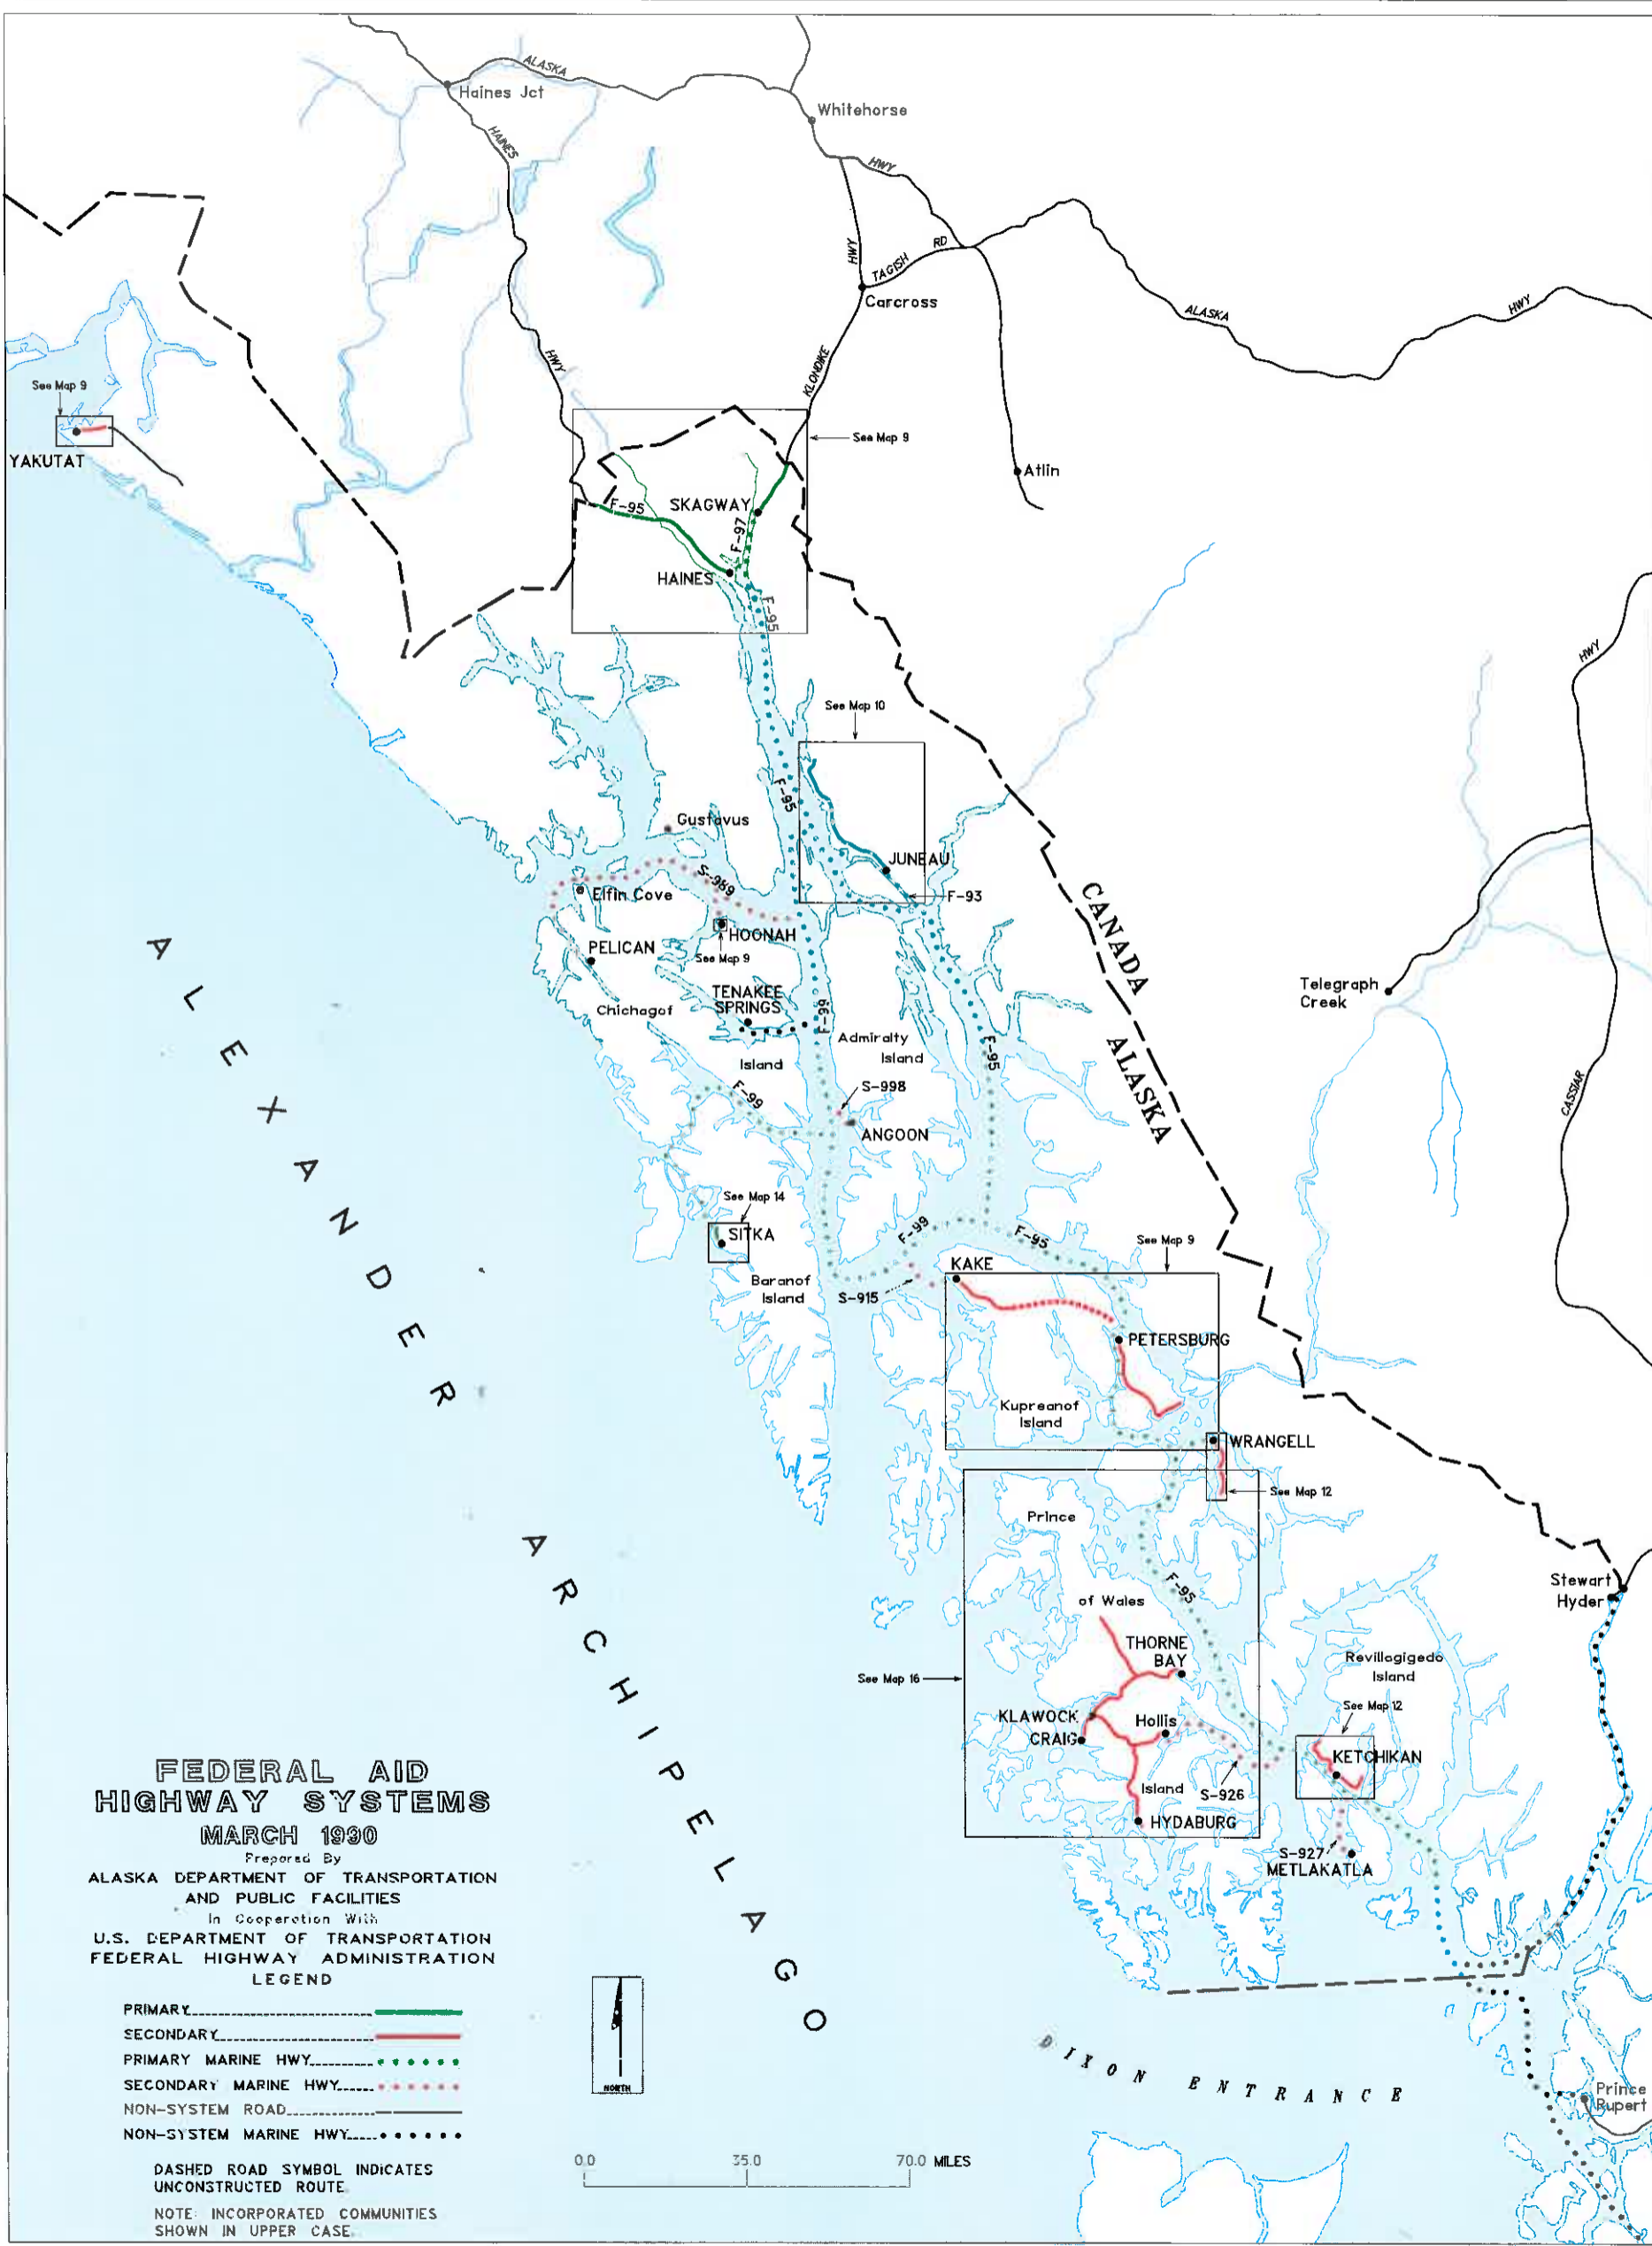 ALASKA
Haines Jct
Whitehorse
HAINES
HWY
HWY
RD
TAGISH
Carcross
ALASKA
HWY
HWY
KLONDIKE
See Map 9
YAKUTAT
See Map 9
Atlin
SKAGWAY
F-95
F-97
HAINES
F-95
HWY
See Map 10
F-95
Gustavus
JUNEAU
S-989
F-93
Elfin Cove
HOONAH
PELICAN
See Map 9
CANADA
ALASKA
Telegraph
Creek
TENAKEE
SPRINGS
Chichagof
Island
F-99
Admiralty
Island
F-95
S-998
F-99
ANGOON
CASSIAR
See Map 14
SITKA
F-99
F-95
See Map 9
KAKE
Baranof
Island
S-915
PETERSBURG
Kupreanof
Island
WRANGELL
See Map 12
Prince
of Wales
Island
F-95
Stewart
Hyder
THORNE
BAY
Revillagigedo
Island
See Map 16
See Map 12
KLAWOCK
CRAIG
Hollis
KETCHIKAN
S-926
HYDABURG
S-927
METLAKATLA
ALEXANDER ARCHIPELAGO
DIXON ENTRANCE
Prince
Rupert
FEDERAL AID
HIGHWAY SYSTEMS
MARCH 1990
Prepared By
ALASKA DEPARTMENT OF TRANSPORTATION
AND PUBLIC FACILITIES
In Cooperation With
U.S. DEPARTMENT OF TRANSPORTATION
FEDERAL HIGHWAY ADMINISTRATION
LEGEND
PRIMARY
SECONDARY
PRIMARY MARINE HWY
SECONDARY MARINE HWY
NON-SYSTEM ROAD
NON-SYSTEM MARINE HWY
DASHED ROAD SYMBOL INDICATES
UNCONSTRUCTED ROUTE.
NOTE: INCORPORATED COMMUNITIES
SHOWN IN UPPER CASE.
NORTH
0.0 35.0 70.0 MILES